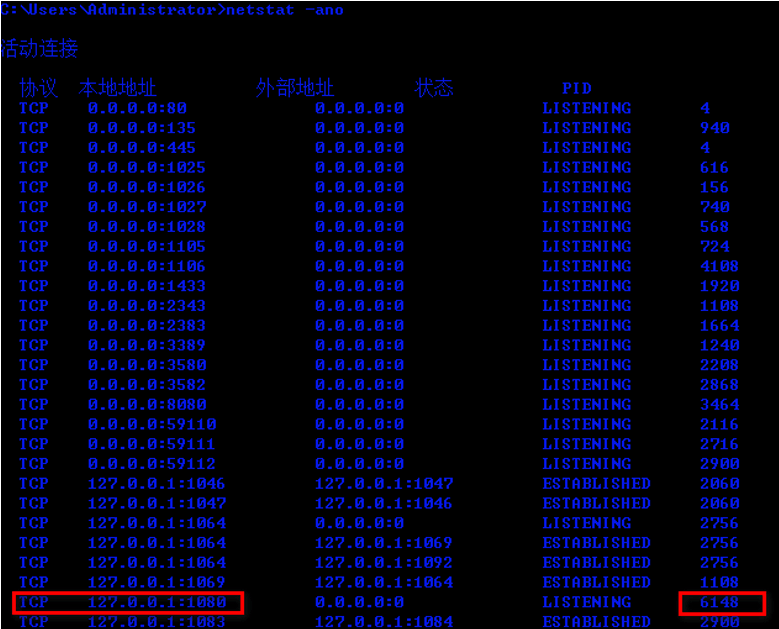 C:\Users\Administrator>netstat -ano
活动连接
协议 本地地址 外部地址 状态 PID
TCP 0.0.0.0:80 0.0.0.0:0 LISTENING 4
TCP 0.0.0.0:135 0.0.0.0:0 LISTENING 940
TCP 0.0.0.0:445 0.0.0.0:0 LISTENING 4
TCP 0.0.0.0:1025 0.0.0.0:0 LISTENING 616
TCP 0.0.0.0:1026 0.0.0.0:0 LISTENING 156
TCP 0.0.0.0:1027 0.0.0.0:0 LISTENING 740
TCP 0.0.0.0:1028 0.0.0.0:0 LISTENING 568
TCP 0.0.0.0:1105 0.0.0.0:0 LISTENING 724
TCP 0.0.0.0:1106 0.0.0.0:0 LISTENING 4108
TCP 0.0.0.0:1433 0.0.0.0:0 LISTENING 1920
TCP 0.0.0.0:2343 0.0.0.0:0 LISTENING 1108
TCP 0.0.0.0:2383 0.0.0.0:0 LISTENING 1664
TCP 0.0.0.0:3389 0.0.0.0:0 LISTENING 1240
TCP 0.0.0.0:3580 0.0.0.0:0 LISTENING 2208
TCP 0.0.0.0:3582 0.0.0.0:0 LISTENING 2868
TCP 0.0.0.0:8080 0.0.0.0:0 LISTENING 3464
TCP 0.0.0.0:59110 0.0.0.0:0 LISTENING 2116
TCP 0.0.0.0:59111 0.0.0.0:0 LISTENING 2716
TCP 0.0.0.0:59112 0.0.0.0:0 LISTENING 2900
TCP 127.0.0.1:1046 127.0.0.1:1047 ESTABLISHED 2060
TCP 127.0.0.1:1047 127.0.0.1:1046 ESTABLISHED 2060
TCP 127.0.0.1:1064 0.0.0.0:0 LISTENING 2756
TCP 127.0.0.1:1064 127.0.0.1:1069 ESTABLISHED 2756
TCP 127.0.0.1:1064 127.0.0.1:1092 ESTABLISHED 2756
TCP 127.0.0.1:1069 127.0.0.1:1064 ESTABLISHED 1108
TCP 127.0.0.1:1080 0.0.0.0:0 LISTENING 6148
TCP 127.0.0.1:1083 127.0.0.1:1084 ESTABLISHED 2900